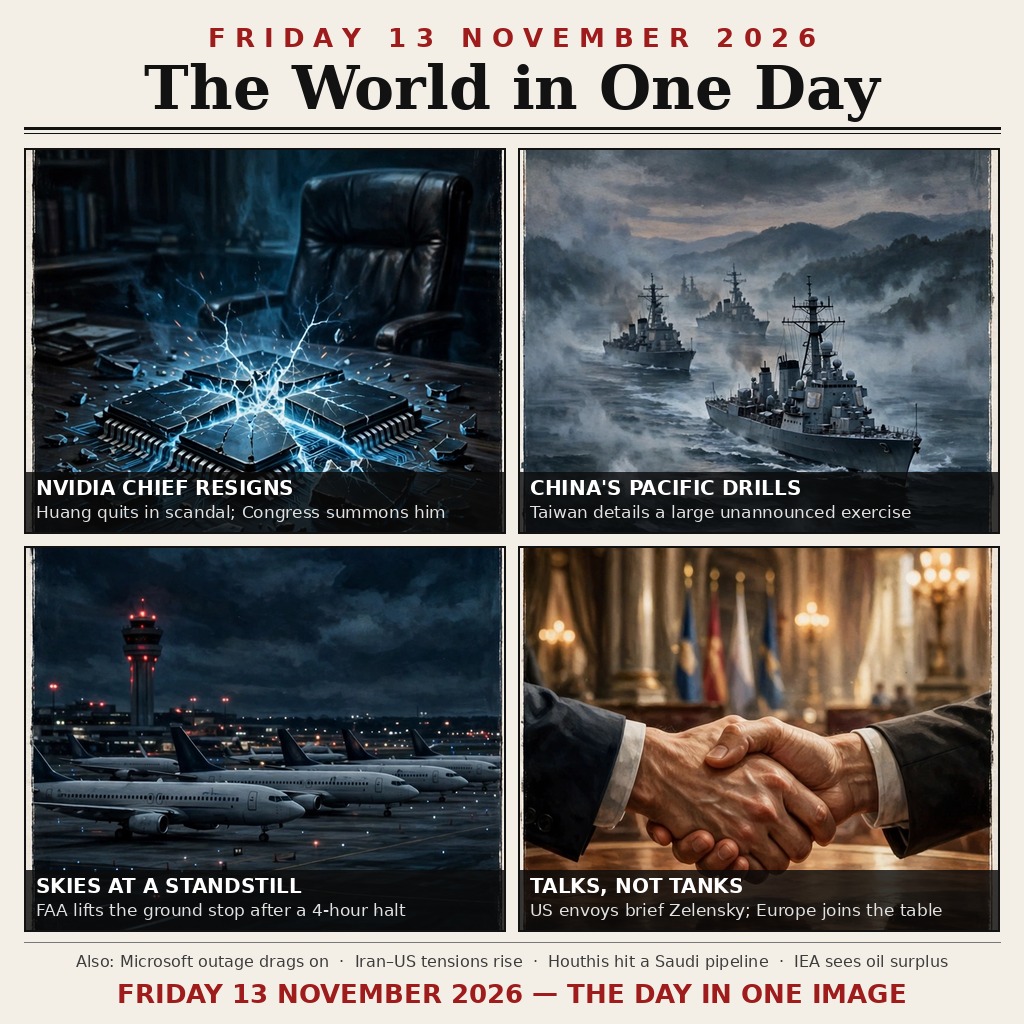 FRIDAY 13 NOVEMBER 2026
The World in One Day
NVIDIA CHIEF RESIGNS
Huang quits in scandal; Congress summons him
CHINA'S PACIFIC DRILLS
Taiwan details a large unannounced exercise
SKIES AT A STANDSTILL
FAA lifts the ground stop after a 4-hour halt
TALKS, NOT TANKS
US envoys brief Zelensky; Europe joins the table
Also: Microsoft outage drags on · Iran–US tensions rise · Houthis hit a Saudi pipeline · IEA sees oil surplus
FRIDAY 13 NOVEMBER 2026 — THE DAY IN ONE IMAGE